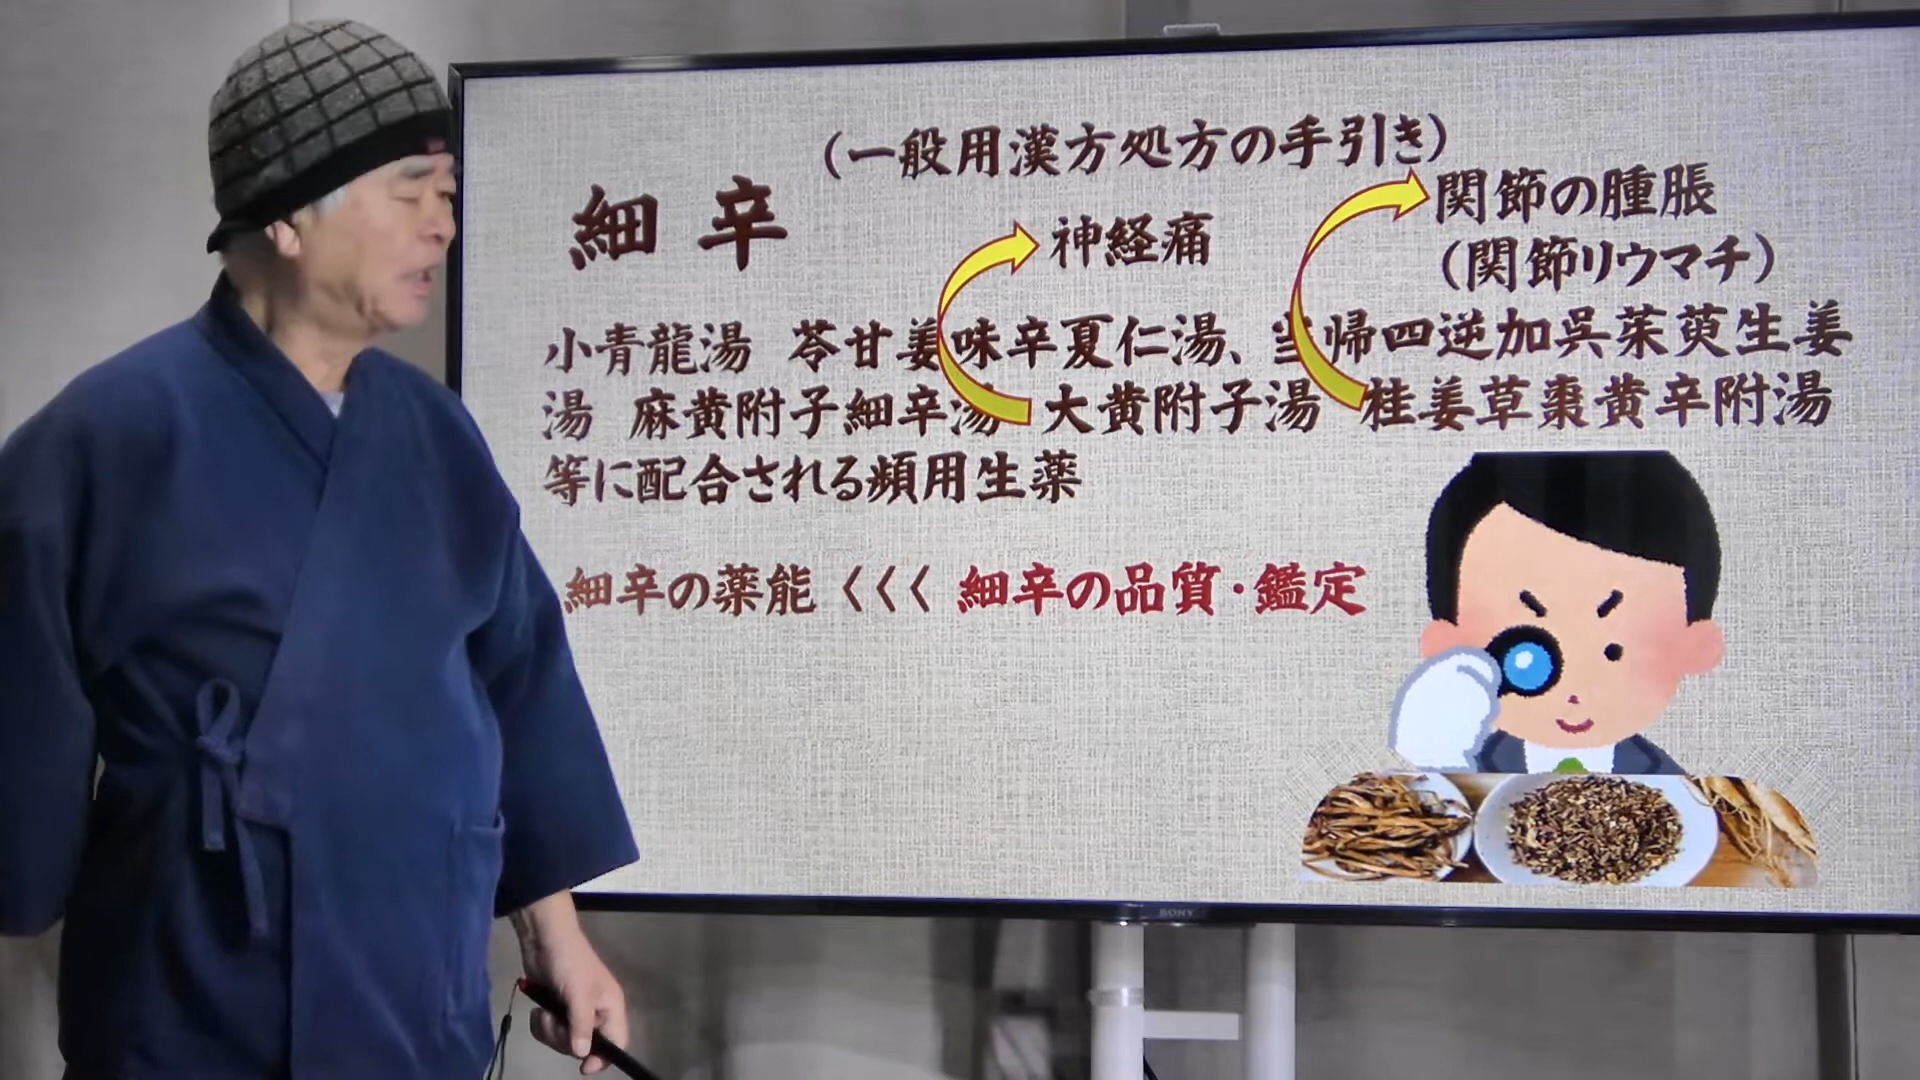 (一般用漢方処方の手引き)
細辛
神経痛
関節の腫脹
(関節リウマチ)
小青龍湯 苓甘姜味辛夏仁湯、当帰四逆加呉茱萸生姜
湯 麻黄附子細辛湯 大黄附子湯 桂姜草棗黄辛附湯
等に配合される頻用生薬
細辛の薬能 〈〈〈 細辛の品質・鑑定
SONY